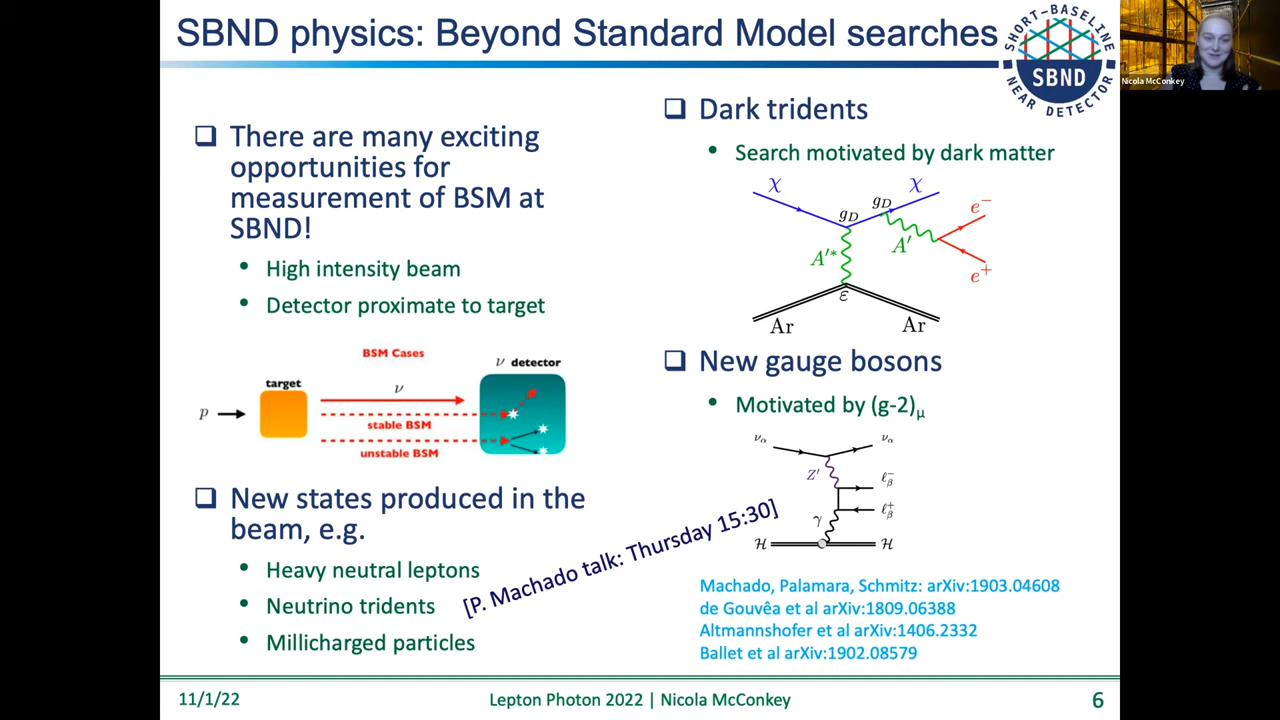 SBND physics: Beyond Standard Model searches
SHORT-BASELINE
SBND
NEAR DETECTOR
Nicola McConkey
❑ There are many exciting
opportunities for
measurement of BSM at
SBND!
• High intensity beam
• Detector proximate to target
BSM Cases
ν detector
target
ν
p
stable BSM
unstable BSM
❑ New states produced in the
beam, e.g.
• Heavy neutral leptons
• Neutrino tridents
• Millicharged particles
[P. Machado talk: Thursday 15:30]
❑ Dark tridents
• Search motivated by dark matter
χ χ
g_D g_D
e⁻
A'* A'
e⁺
ε
Ar Ar
❑ New gauge bosons
• Motivated by (g-2)μ
ν_α ν_α
Z' ℓ_β⁻
γ ℓ_β⁺
H H
Machado, Palamara, Schmitz: arXiv:1903.04608
de Gouvêa et al arXiv:1809.06388
Altmannshofer et al arXiv:1406.2332
Ballet et al arXiv:1902.08579
11/1/22
Lepton Photon 2022 | Nicola McConkey
6